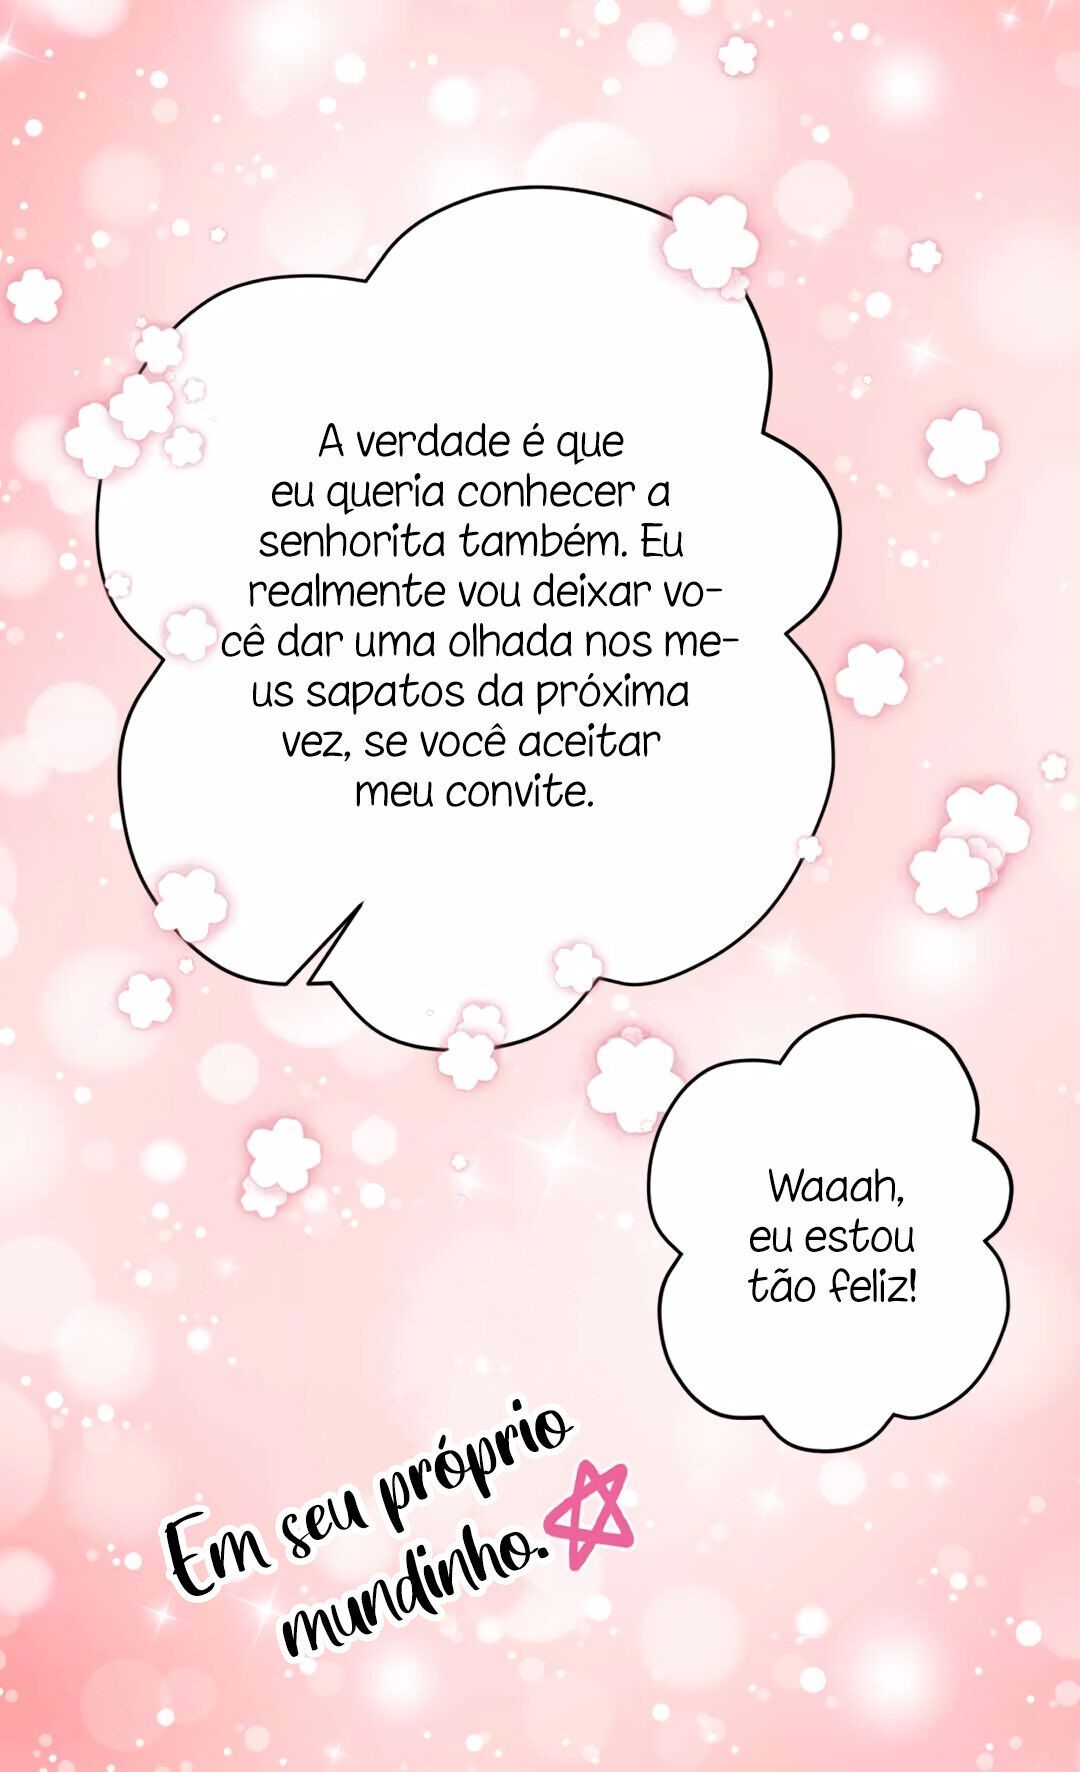 A verdade é que
eu queria conhecer a
senhorita também. Eu
realmente vou deixar vo-
cê dar uma olhada nos me-
us sapatos da próxima
vez, se você aceitar
meu convite.
Waaah,
eu estou
tão feliz!
Em seu próprio
mundinho.